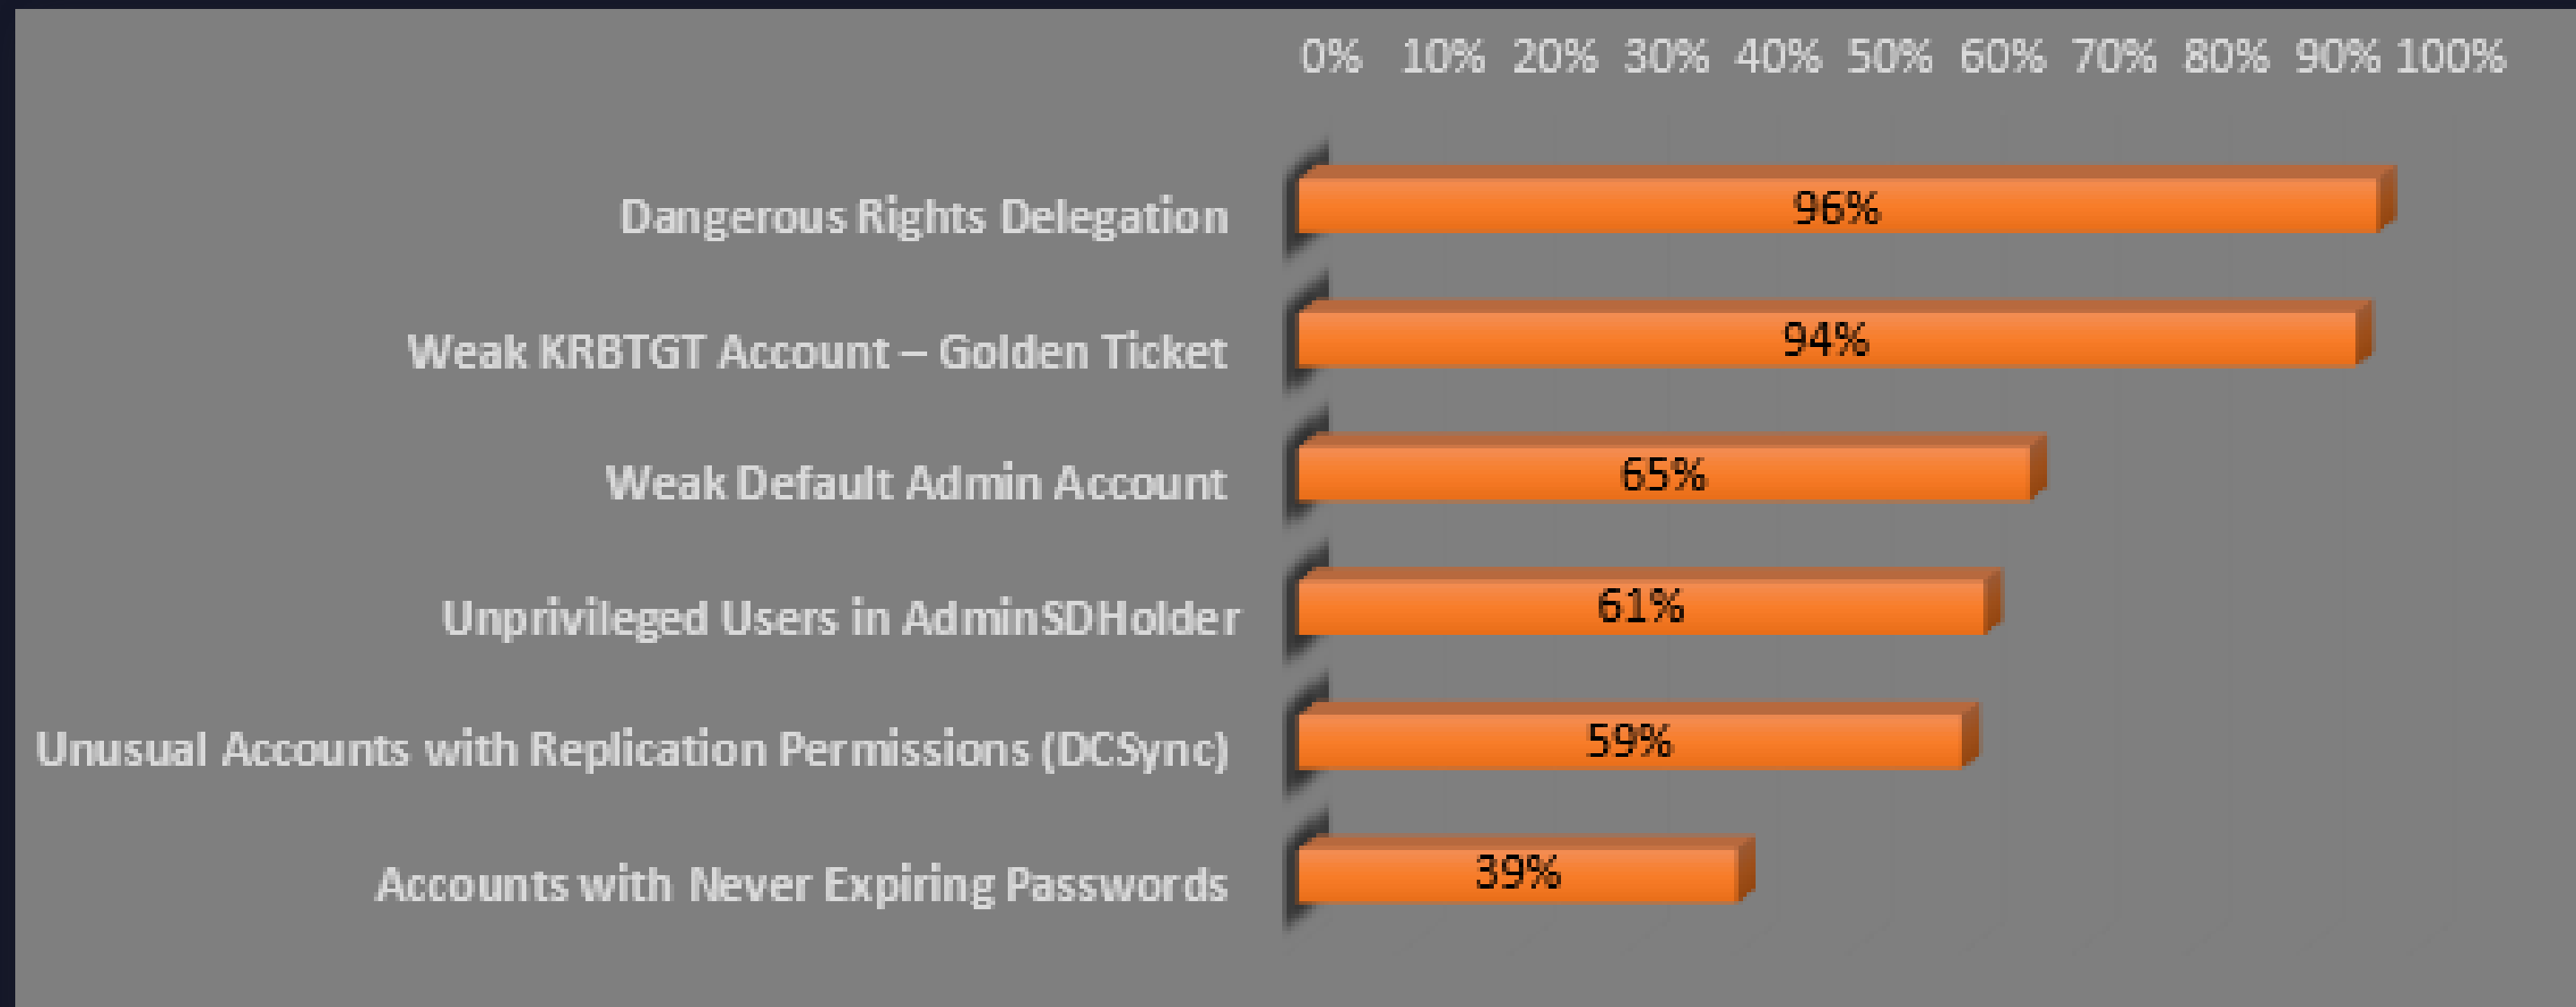 0% 10% 20% 30% 40% 50% 60% 70% 80% 90% 100%
Dangerous Rights Delegation 96%
Weak KRBTGT Account – Golden Ticket 94%
Weak Default Admin Account 65%
Unprivileged Users in AdminSDHolder 61%
Unusual Accounts with Replication Permissions (DCSync) 59%
Accounts with Never Expiring Passwords 39%